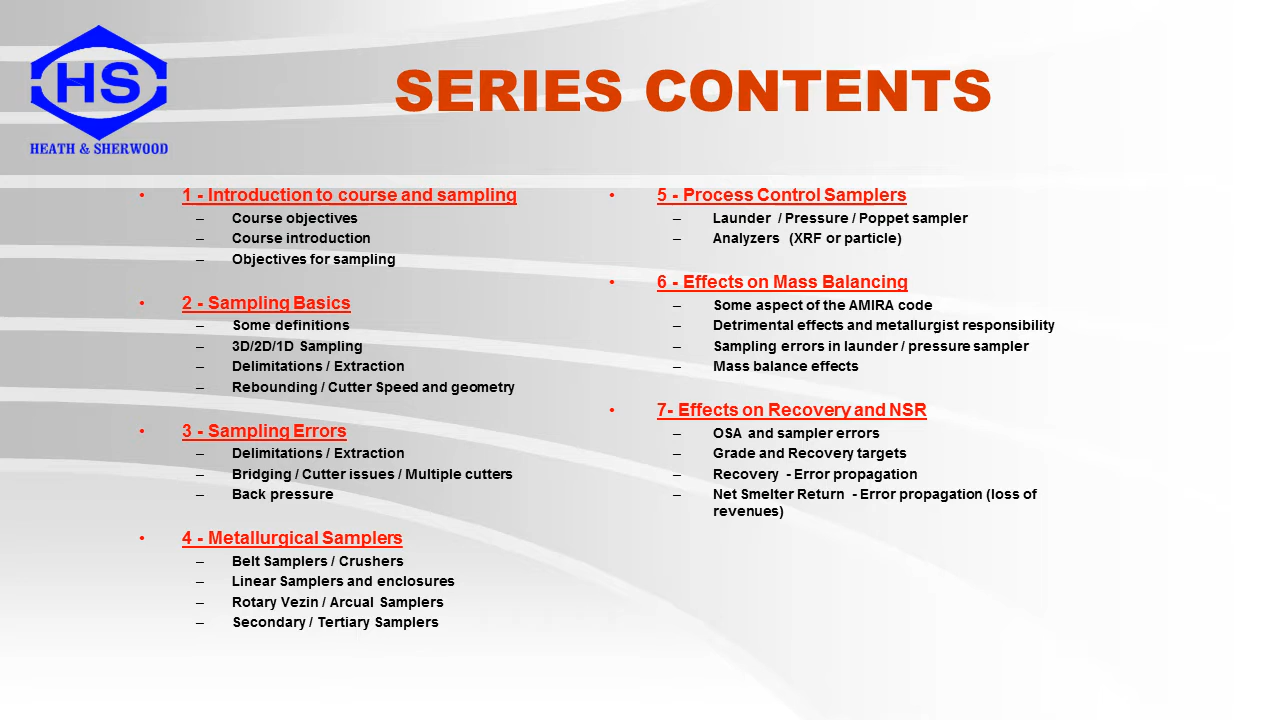 HS
HEATH & SHERWOOD
SERIES CONTENTS
• 1 - Introduction to course and sampling
– Course objectives
– Course introduction
– Objectives for sampling
• 2 - Sampling Basics
– Some definitions
– 3D/2D/1D Sampling
– Delimitations / Extraction
– Rebounding / Cutter Speed and geometry
• 3 - Sampling Errors
– Delimitations / Extraction
– Bridging / Cutter issues / Multiple cutters
– Back pressure
• 4 - Metallurgical Samplers
– Belt Samplers / Crushers
– Linear Samplers and enclosures
– Rotary Vezin / Arcual Samplers
– Secondary / Tertiary Samplers
• 5 - Process Control Samplers
– Launder / Pressure / Poppet sampler
– Analyzers (XRF or particle)
• 6 - Effects on Mass Balancing
– Some aspect of the AMIRA code
– Detrimental effects and metallurgist responsibility
– Sampling errors in launder / pressure sampler
– Mass balance effects
• 7- Effects on Recovery and NSR
– OSA and sampler errors
– Grade and Recovery targets
– Recovery - Error propagation
– Net Smelter Return - Error propagation (loss of
revenues)